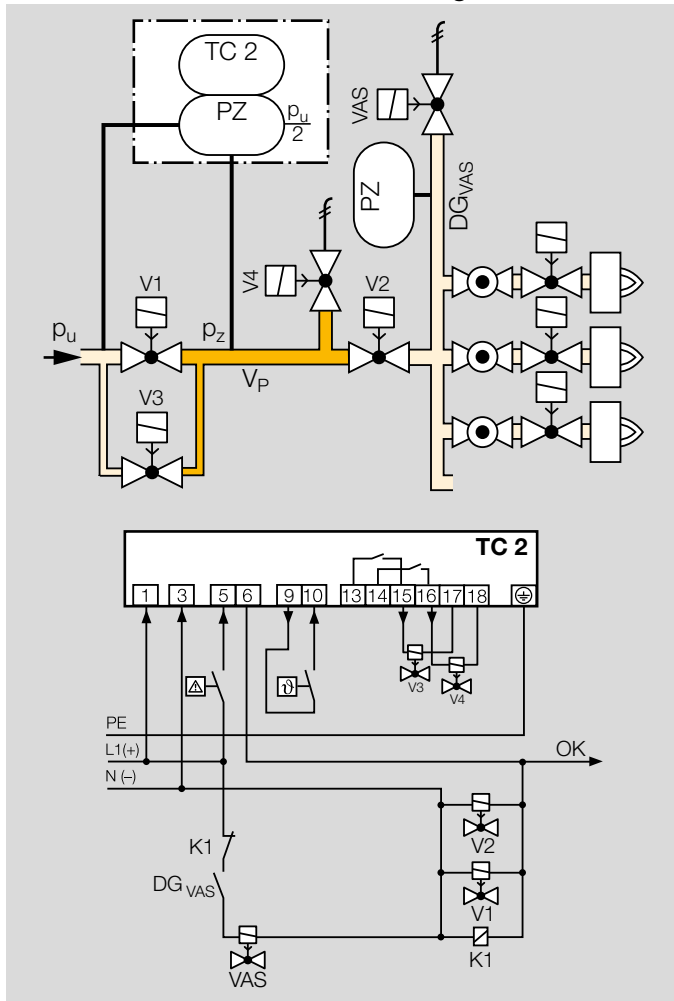 TC 2
PZ
p_u
2
VAS
PZ
DG_VAS
V4
V1
V2
p_u
p_z
V_P
V3
TC 2
1 3 5 6 9 10 13 14 15 16 17 18
ϑ
V3
V4
PE
L1(+)
OK
N (–)
V2
K1
DG_VAS
V1
VAS
K1